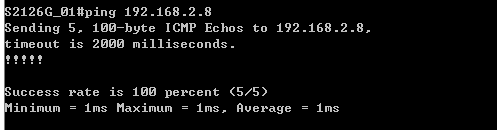 S2126G_01#ping 192.168.2.8
Sending 5, 100-byte ICMP Echos to 192.168.2.8,
timeout is 2000 milliseconds.
!!!!!
Success rate is 100 percent (5/5)
Minimum = 1ms Maximum = 1ms, Average = 1ms